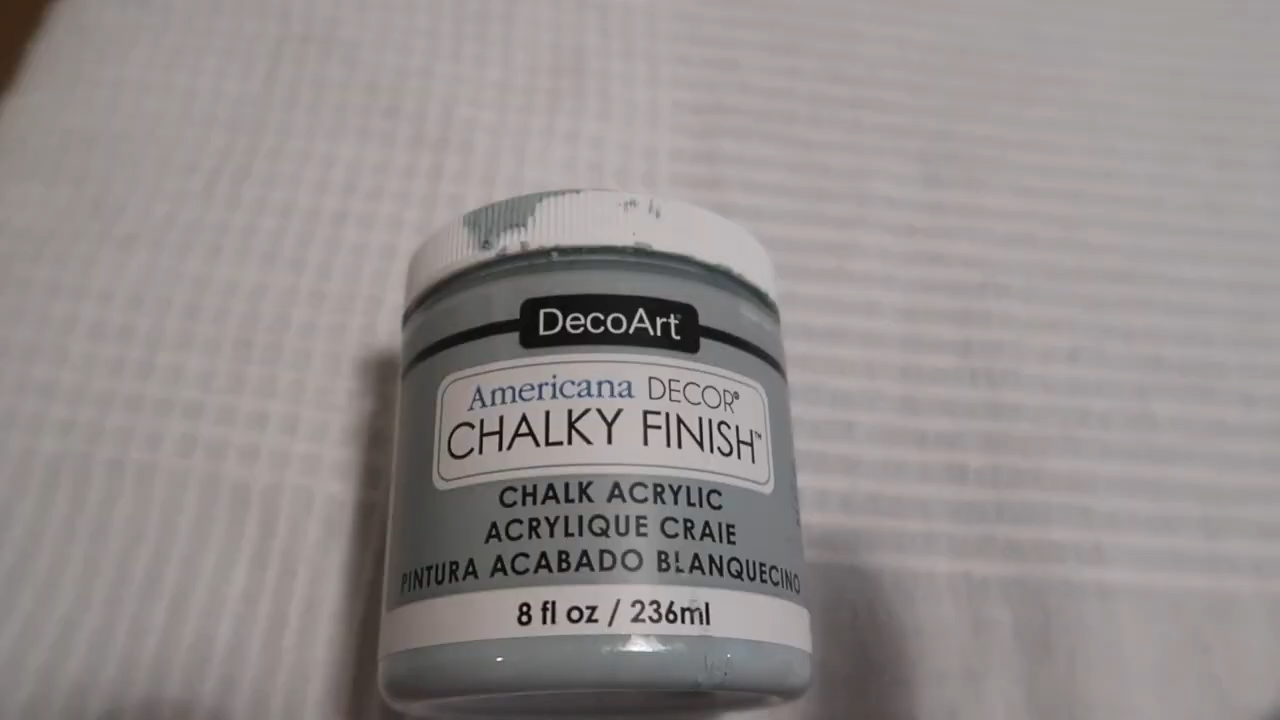 DecoArt®
Americana DECOR®
CHALKY FINISH™
CHALK ACRYLIC
ACRYLIQUE CRAIE
PINTURA ACABADO BLANQUECINO
8 fl oz / 236ml